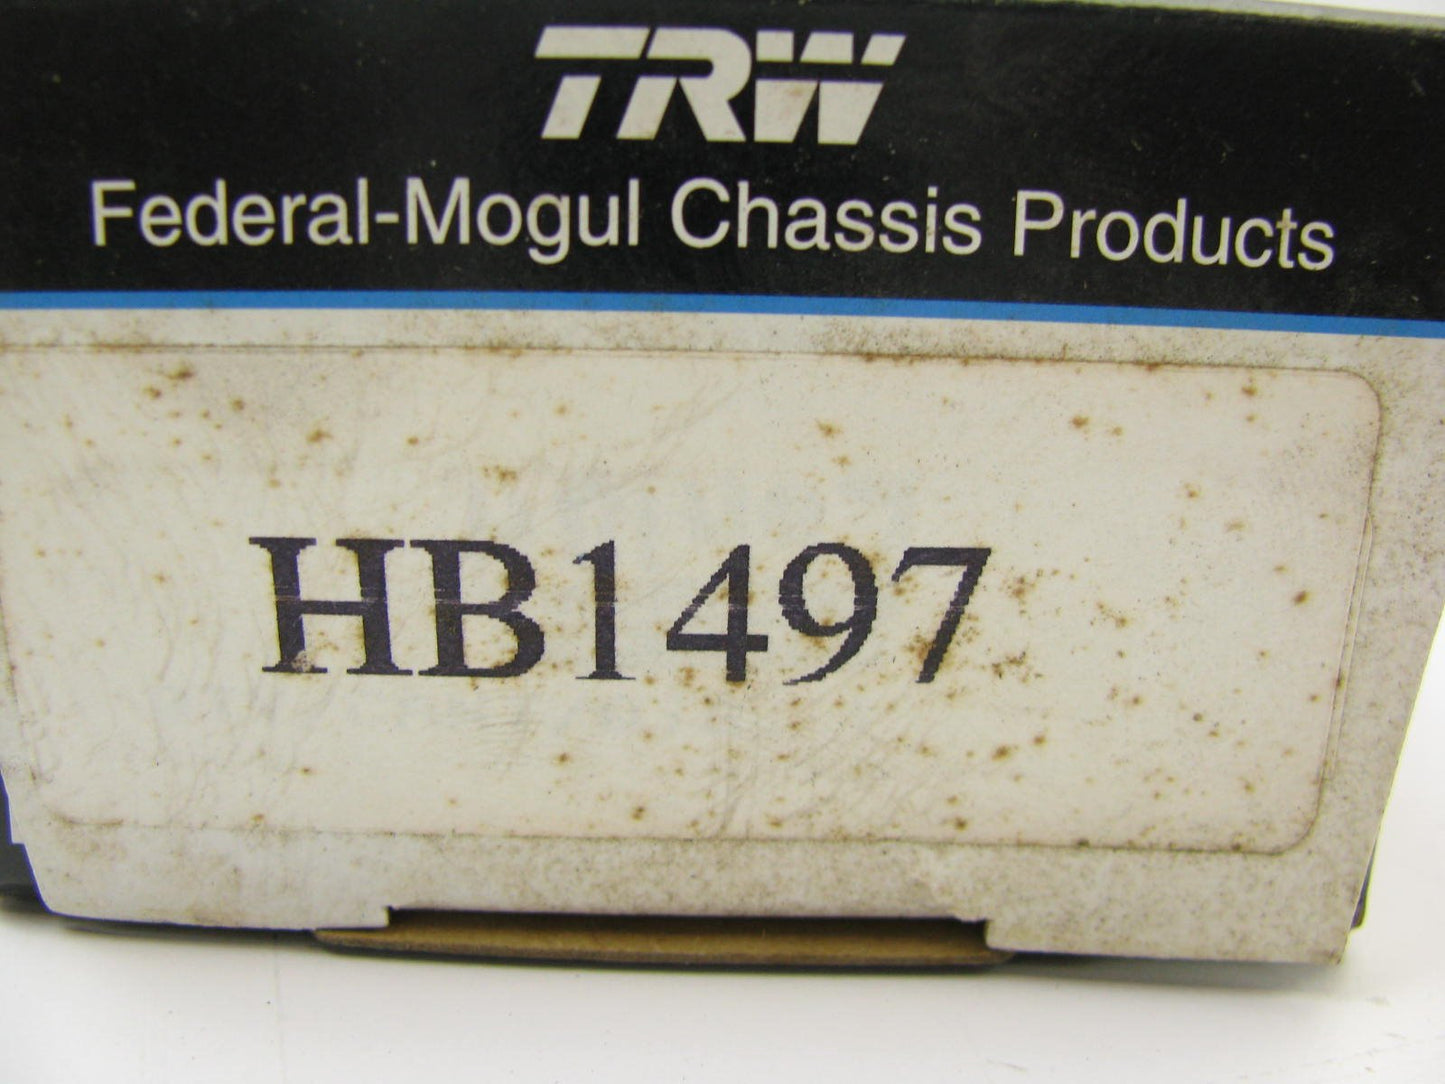 TRW
Federal-Mogul Chassis Products
HB1497